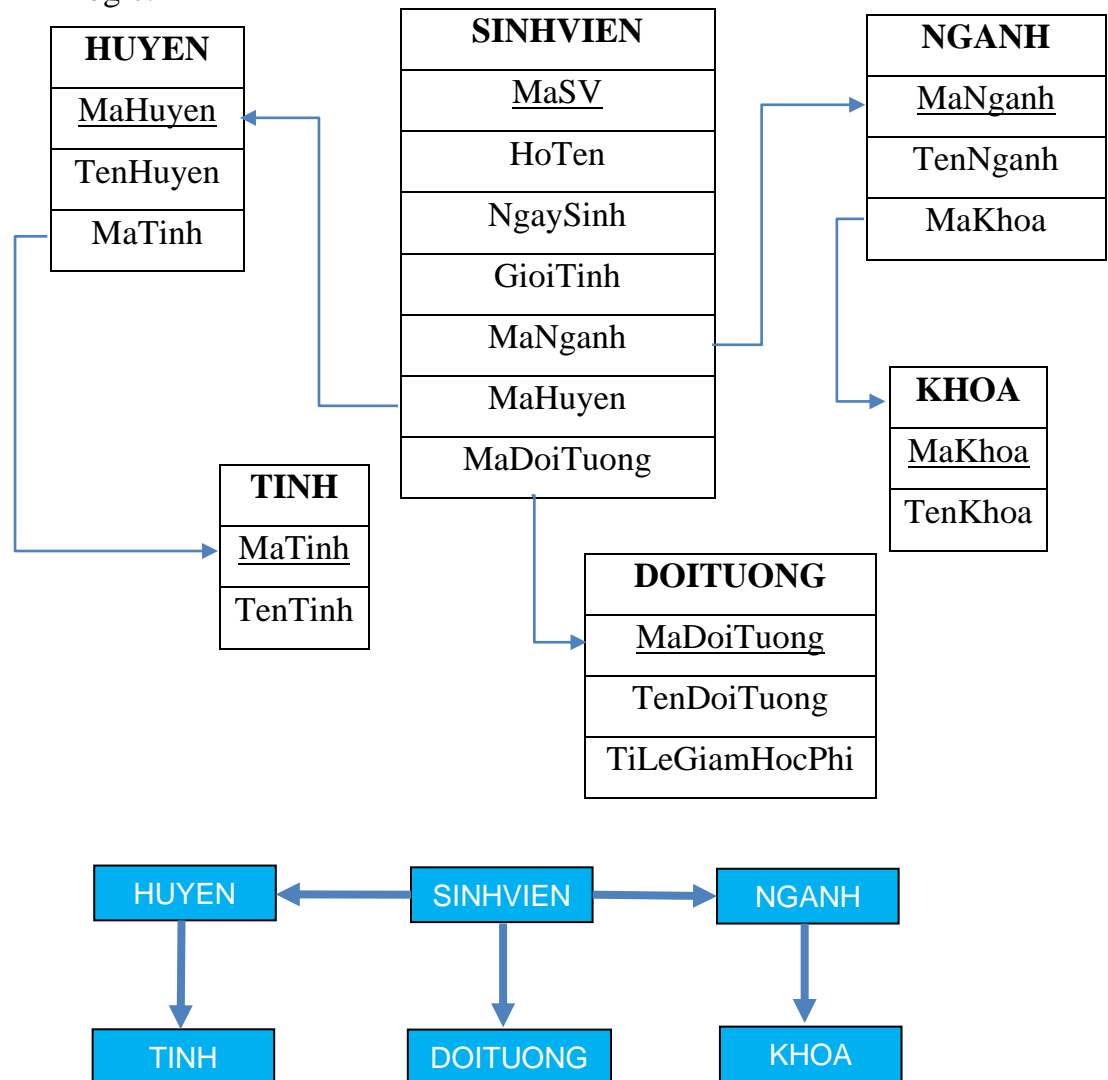 HUYEN
MaHuyen
TenHuyen
MaTinh
SINHVIEN
MaSV
HoTen
NgaySinh
GioiTinh
MaNganh
MaHuyen
MaDoiTuong
NGANH
MaNganh
TenNganh
MaKhoa
KHOA
MaKhoa
TenKhoa
TINH
MaTinh
TenTinh
DOITUONG
MaDoiTuong
TenDoiTuong
TiLeGiamHocPhi
HUYEN
SINHVIEN
NGANH
TINH
DOITUONG
KHOA